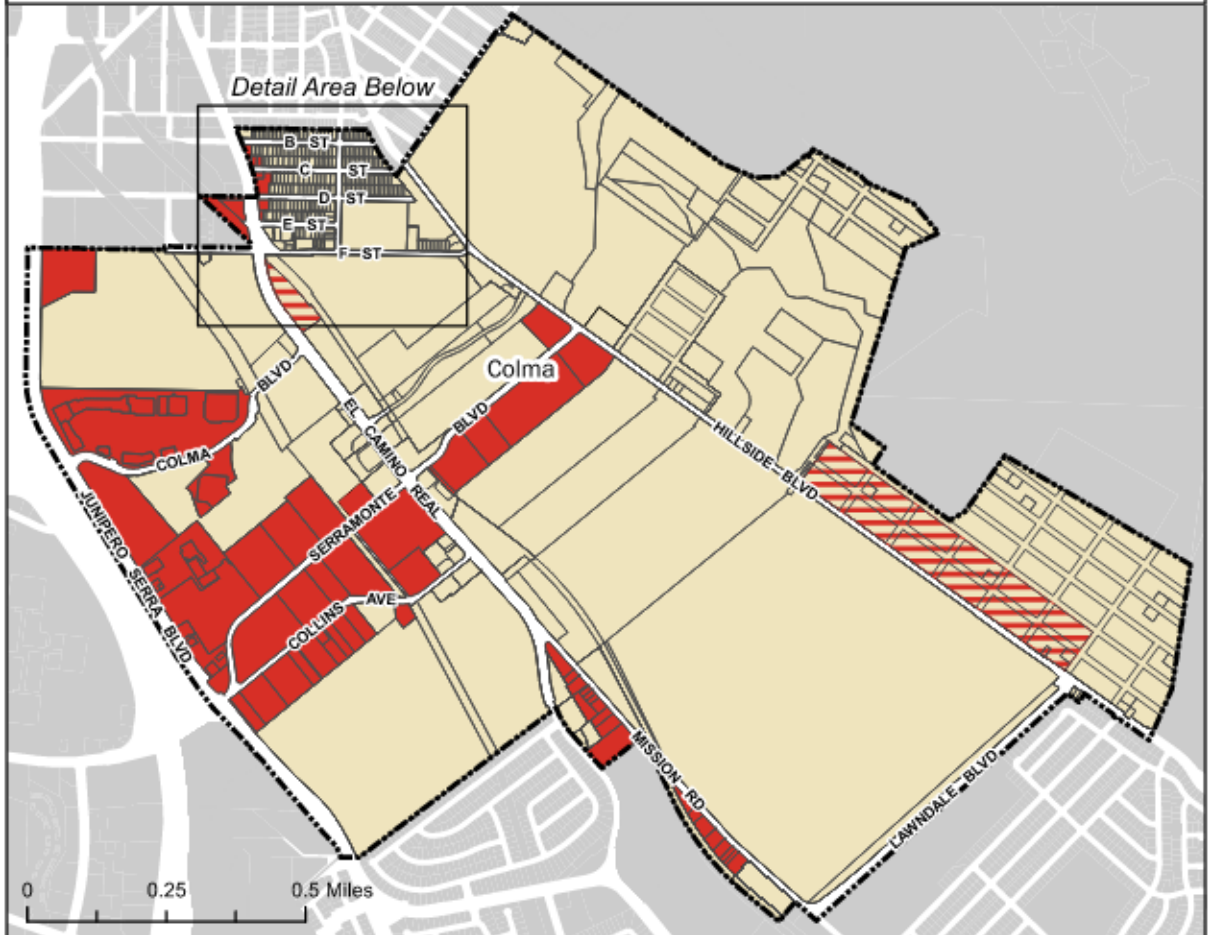 Detail Area Below
B ST
C ST
D ST
E ST
F ST
Colma
COLMA BLVD
EL CAMINO REAL
SERRAMONTE BLVD
HILLSIDE BLVD
JUNIPERO SERRA BLVD
COLLINS AVE
MISSION RD
LAWNDALE BLVD
0 0.25 0.5 Miles